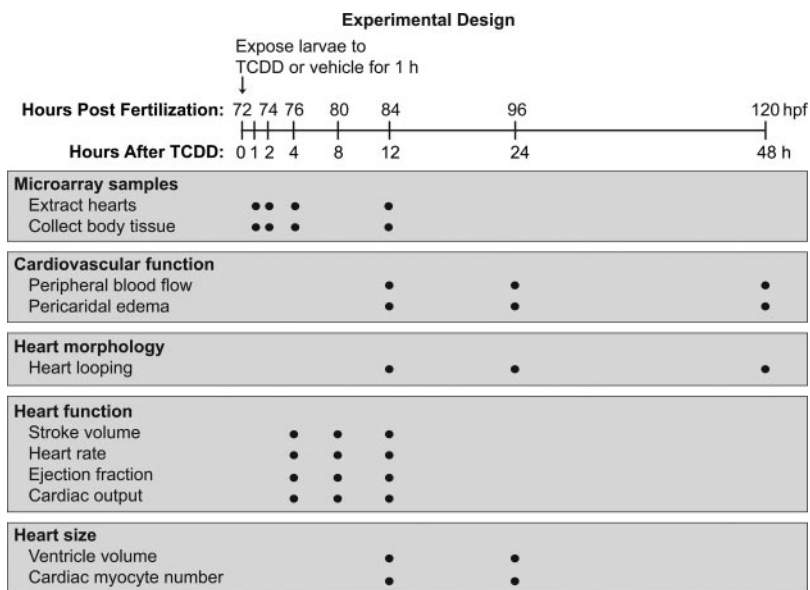 Experimental Design
Expose larvae to
TCDD or vehicle for 1 h
Hours Post Fertilization: 72 74 76 80 84 96 120 hpf
Hours After TCDD: 0 1 2 4 8 12 24 48 h
Microarray samples
Extract hearts
Collect body tissue
Cardiovascular function
Peripheral blood flow
Pericaridal edema
Heart morphology
Heart looping
Heart function
Stroke volume
Heart rate
Ejection fraction
Cardiac output
Heart size
Ventricle volume
Cardiac myocyte number